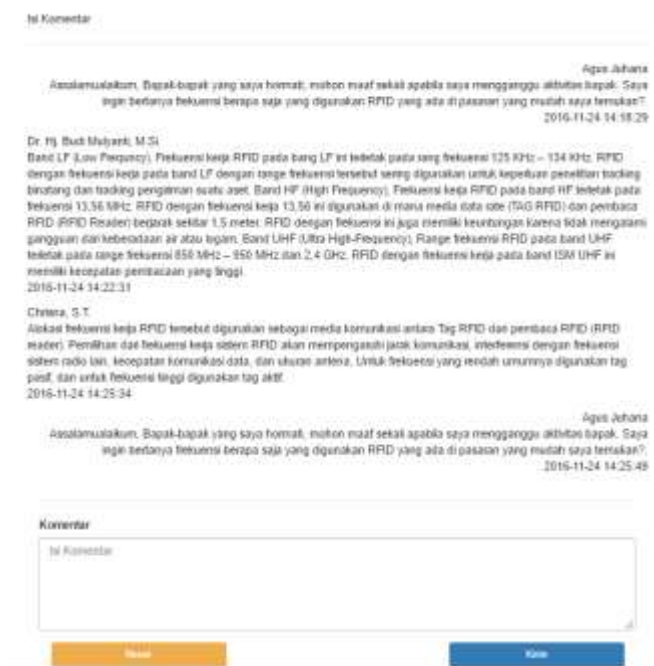 Isi Komentar
Agus Juhana
Assalamualaikum, Bapak-bapak yang saya hormati, mohon maaf sekali apabila saya mengganggu aktivitas bapak. Saya
ingin bertanya frekuensi berapa saja yang digunakan RFID yang ada di pasaran yang mudah saya temukan?.
2016-11-24 14:18:29
Dr. Hj. Budi Mulyanti, M.Si.
Band LF (Low Frequncy), Frekuensi kerja RFID pada bang LF ini terletak pada rang frekuensi 125 KHz – 134 KHz. RFID
dengan frekuensi kerja pada band LF dengan range frekuensi tersebut sering digunakan untuk keperluan penelitian tracking
binatang dan tracking pengiriman suatu aset. Band HF (High Frequency), Frekuensi kerja RFID pada band HF terletak pada
frekuensi 13,56 MHz. RFID dengan frekuensi kerja 13,56 ini digunakan di mana media data rate (TAG RFID) dan pembaca
RFID (RFID Reader) berjarak sekitar 1,5 meter. RFID dengan frekuensi ini juga memiliki keuntungan karena tidak mengalami
gangguan dari keberadaan air atau logam. Band UHF (Ultra High-Frequency), Range frekuensi RFID pada band UHF
terletak pada range frekuensi 850 MHz – 950 MHz dan 2,4 GHz. RFID dengan frekuensi kerja pada band ISM UHF ini
memiliki kecepatan pembacaan yang tinggi.
2016-11-24 14:22:31
S.T.
Alokasi frekuensi kerja RFID tersebut digunakan sebagai media komunikasi antara Tag RFID dan pembaca RFID (RFID
reader). Pemilihan dari frekuensi kerja sistem RFID akan mempengaruhi jarak komunikasi, interferensi dengan frekuensi
sistem radio lain, kecepatan komunikasi data, dan ukuran antena. Untuk frekuensi yang rendah umumnya digunakan tag
pasif, dan untuk frekuensi tinggi digunakan tag aktif.
2016-11-24 14:25:34
Agus Juhana
Assalamualaikum, Bapak-bapak yang saya hormati, mohon maaf sekali apabila saya mengganggu aktivitas bapak. Saya
ingin bertanya frekuensi berapa saja yang digunakan RFID yang ada di pasaran yang mudah saya temukan?.
2016-11-24 14:25:49
Komentar
Isi Komentar
Reset
Kirim